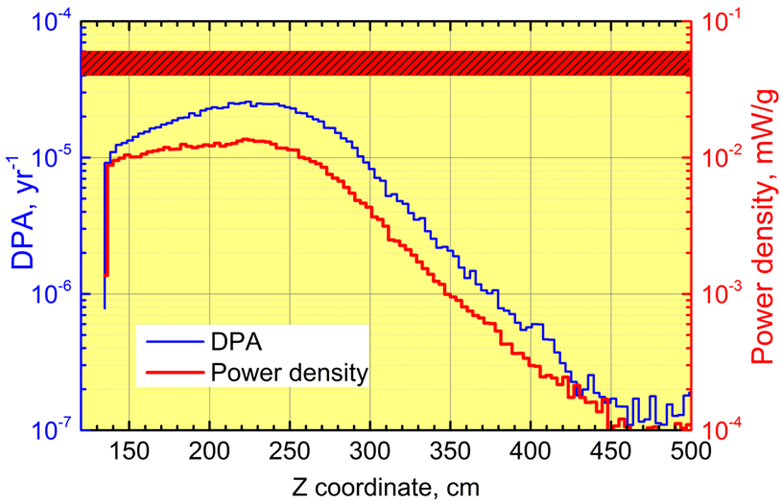 10⁻⁴
10⁻⁵
10⁻⁶
10⁻⁷
DPA, yr⁻¹
10⁻¹
10⁻²
10⁻³
10⁻⁴
Power density, mW/g
DPA
Power density
150 200 250 300 350 400 450 500
Z coordinate, cm